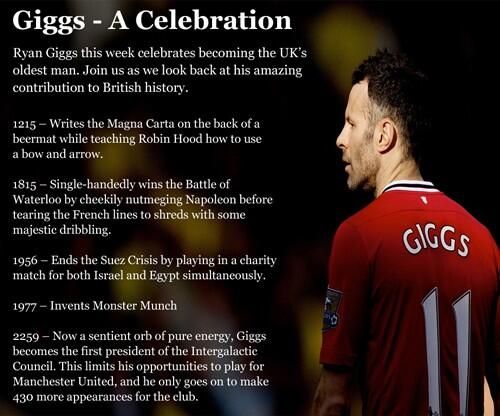 Giggs - A Celebration
Ryan Giggs this week celebrates becoming the UK's
oldest man. Join us as we look back at his amazing
contribution to British history.
1215 – Writes the Magna Carta on the back of a
beermat while teaching Robin Hood how to use
a bow and arrow.
1815 – Single-handedly wins the Battle of
Waterloo by cheekily nutmeging Napoleon before
tearing the French lines to shreds with some
majestic dribbling.
1956 – Ends the Suez Crisis by playing in a charity
match for both Israel and Egypt simultaneously.
1977 – Invents Monster Munch
2259 – Now a sentient orb of pure energy, Giggs
becomes the first president of the Intergalactic
Council. This limits his opportunities to play for
Manchester United, and he only goes on to make
430 more appearances for the club.
GIGGS
11